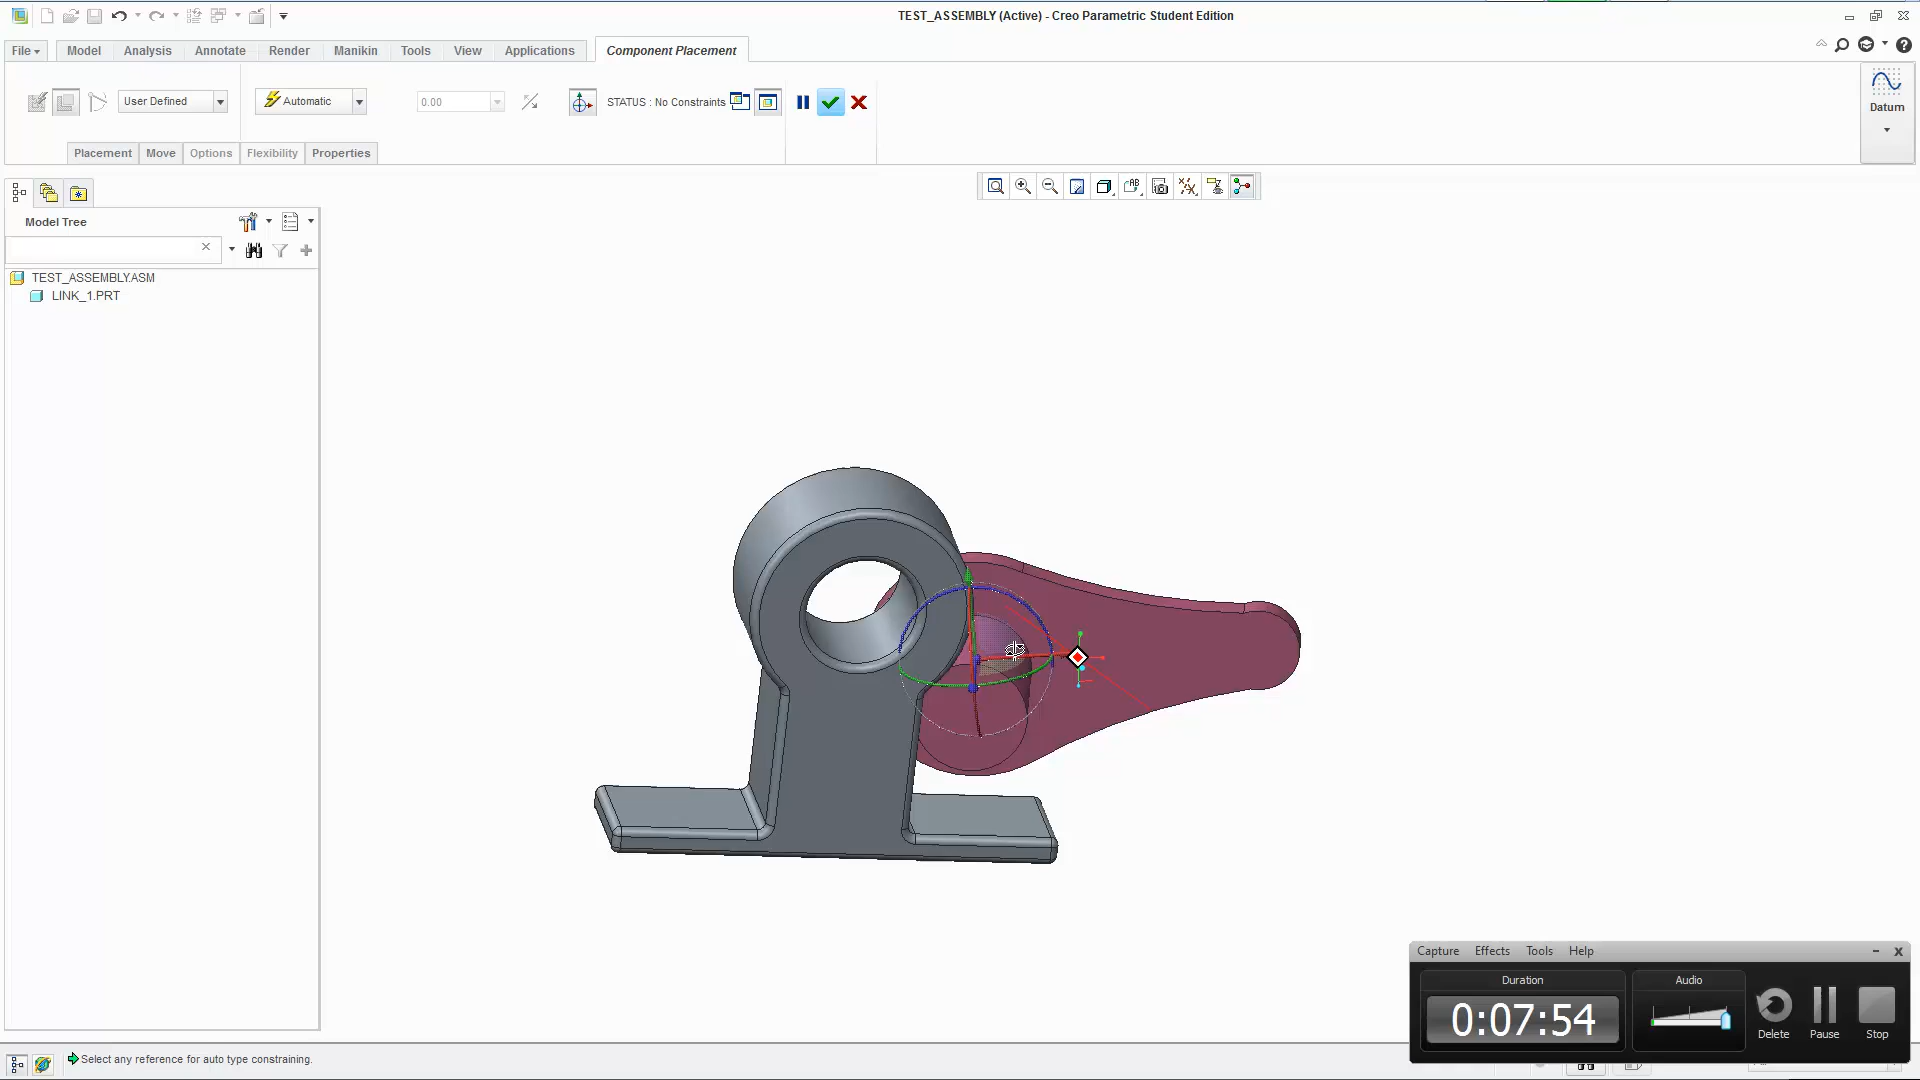 TEST_ASSEMBLY (Active) - Creo Parametric Student Edition
File Model Analysis Annotate Render Manikin Tools View Applications Component Placement
User Defined Automatic 0.00 STATUS : No Constraints
Datum
Placement Move Options Flexibility Properties
Model Tree
TEST_ASSEMBLY.ASM
LINK_1.PRT
Capture Effects Tools Help
Duration Audio
0:07:54
Delete Pause Stop
Select any reference for auto type constraining.